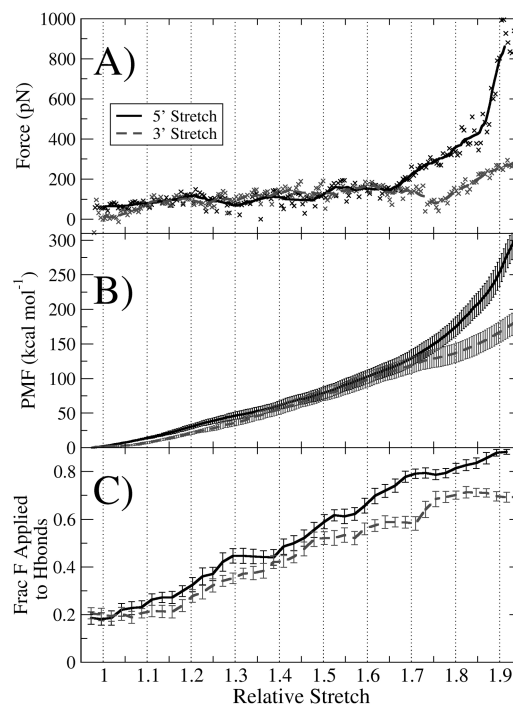 1000
800
600
400
200
0
Force (pN)
A)
5' Stretch
3' Stretch
300
250
200
150
100
50
0
PMF (kcal mol⁻¹)
B)
0.8
0.6
0.4
0.2
0
Frac F Applied
to Hbonds
C)
1 1.1 1.2 1.3 1.4 1.5 1.6 1.7 1.8 1.9
Relative Stretch